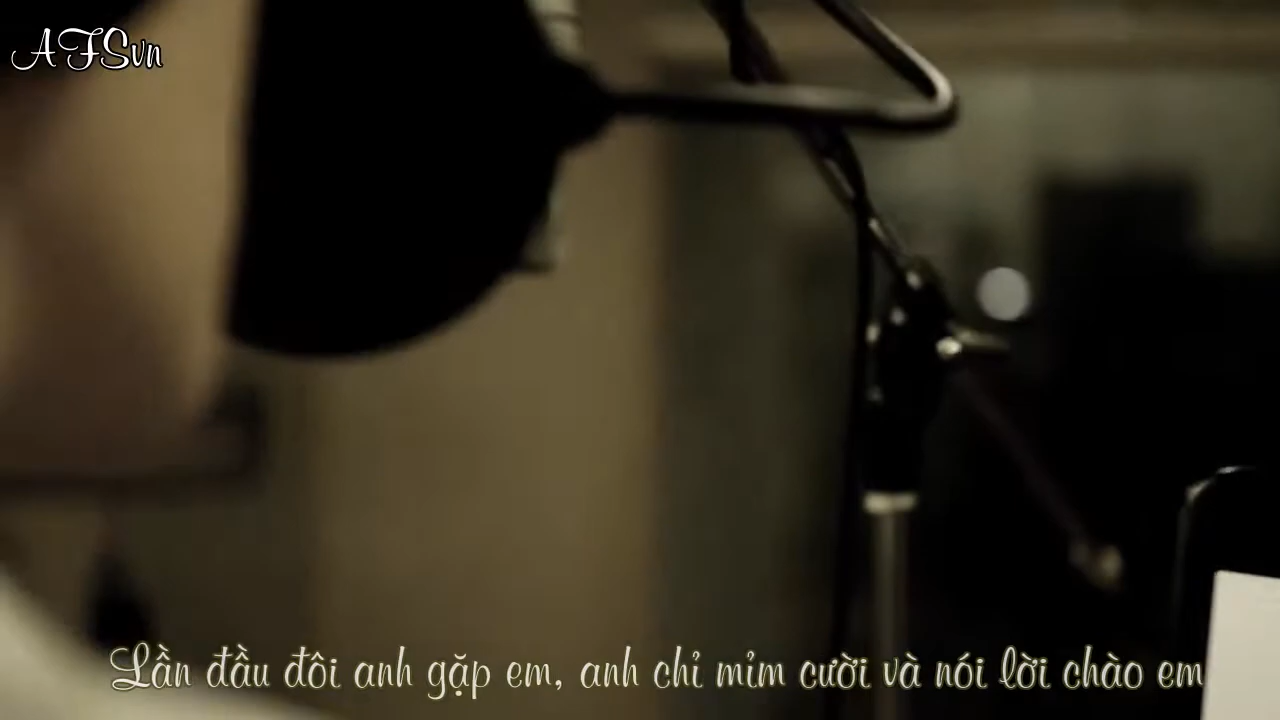 AFSvn
Lần đầu đôi anh gặp em, anh chỉ mỉm cười và nói lời chào em